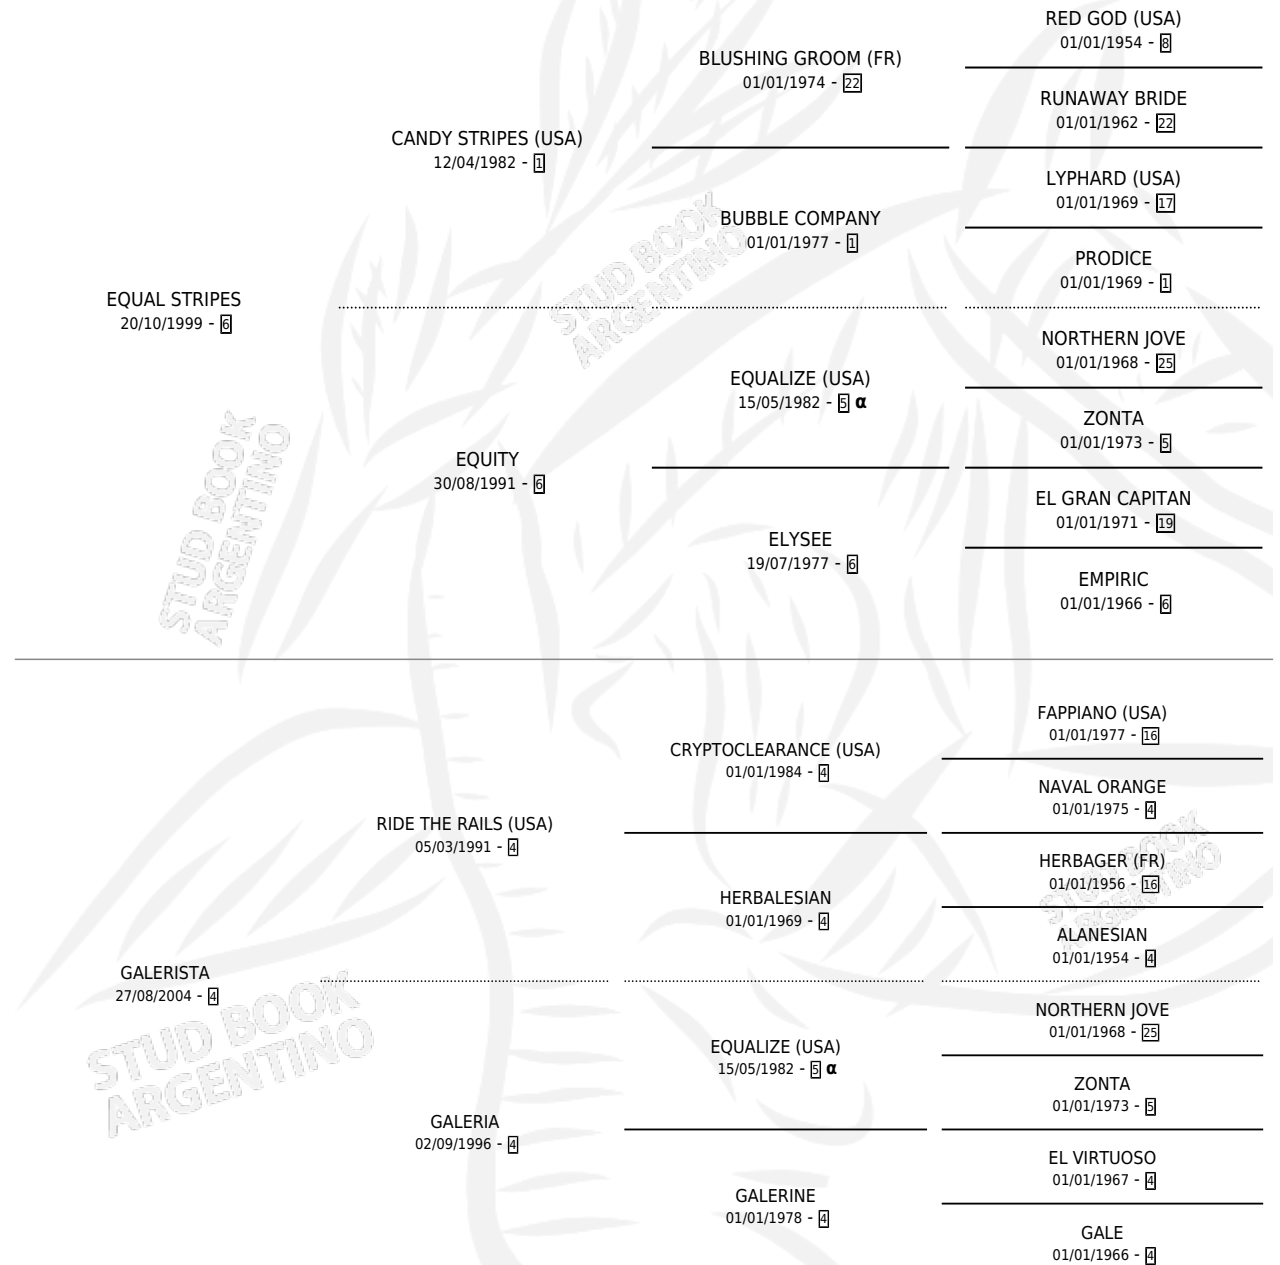 RED GOD (USA)
01/01/1954 - 8
BLUSHING GROOM (FR)
01/01/1974 - 22
RUNAWAY BRIDE
01/01/1962 - 22
CANDY STRIPES (USA)
12/04/1982 - 1
LYPHARD (USA)
01/01/1969 - 17
BUBBLE COMPANY
01/01/1977 - 1
PRODICE
01/01/1969 - 1
STUD BOOK
ARGENTINO
EQUAL STRIPES
20/10/1999 - 6
NORTHERN JOVE
01/01/1968 - 25
EQUALIZE (USA)
15/05/1982 - 5 α
ZONTA
01/01/1973 - 5
EQUITY
30/08/1991 - 6
EL GRAN CAPITAN
01/01/1971 - 19
ELYSEE
19/07/1977 - 6
EMPIRIC
01/01/1966 - 6
STUD BOOK
ARGENTINO
FAPPIANO (USA)
01/01/1977 - 16
CRYPTOCLEARANCE (USA)
01/01/1984 - 4
NAVAL ORANGE
01/01/1975 - 4
RIDE THE RAILS (USA)
05/03/1991 - 4
HERBAGER (FR)
01/01/1956 - 16
STUD BOOK
ARGENTINO
HERBALESIAN
01/01/1969 - 4
ALANESIAN
01/01/1954 - 4
GALERISTA
27/08/2004 - 4
STUD BOOK
ARGENTINO
NORTHERN JOVE
01/01/1968 - 25
EQUALIZE (USA)
15/05/1982 - 5 α
ZONTA
01/01/1973 - 5
GALERIA
02/09/1996 - 4
EL VIRTUOSO
01/01/1967 - 4
GALERINE
01/01/1978 - 4
GALE
01/01/1966 - 4